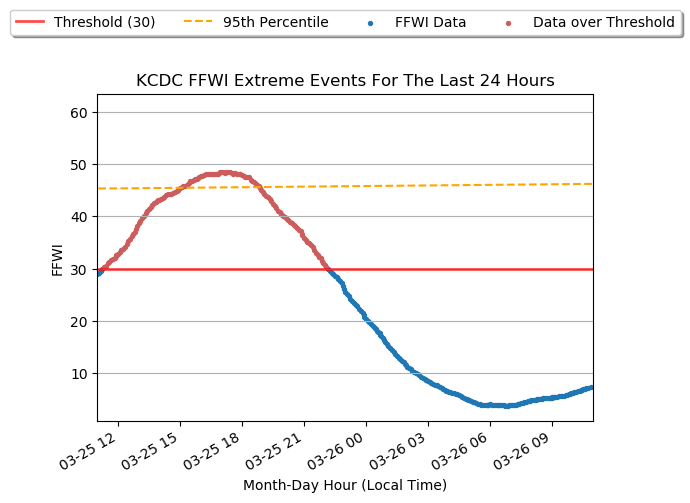 Threshold (30) 95th Percentile FFWI Data Data over Threshold
KCDC FFWI Extreme Events For The Last 24 Hours
60
50
40
30
20
10
FFWI
03-25 12 03-25 15 03-25 18 03-25 21 03-26 00 03-26 03 03-26 06 03-26 09
Month-Day Hour (Local Time)